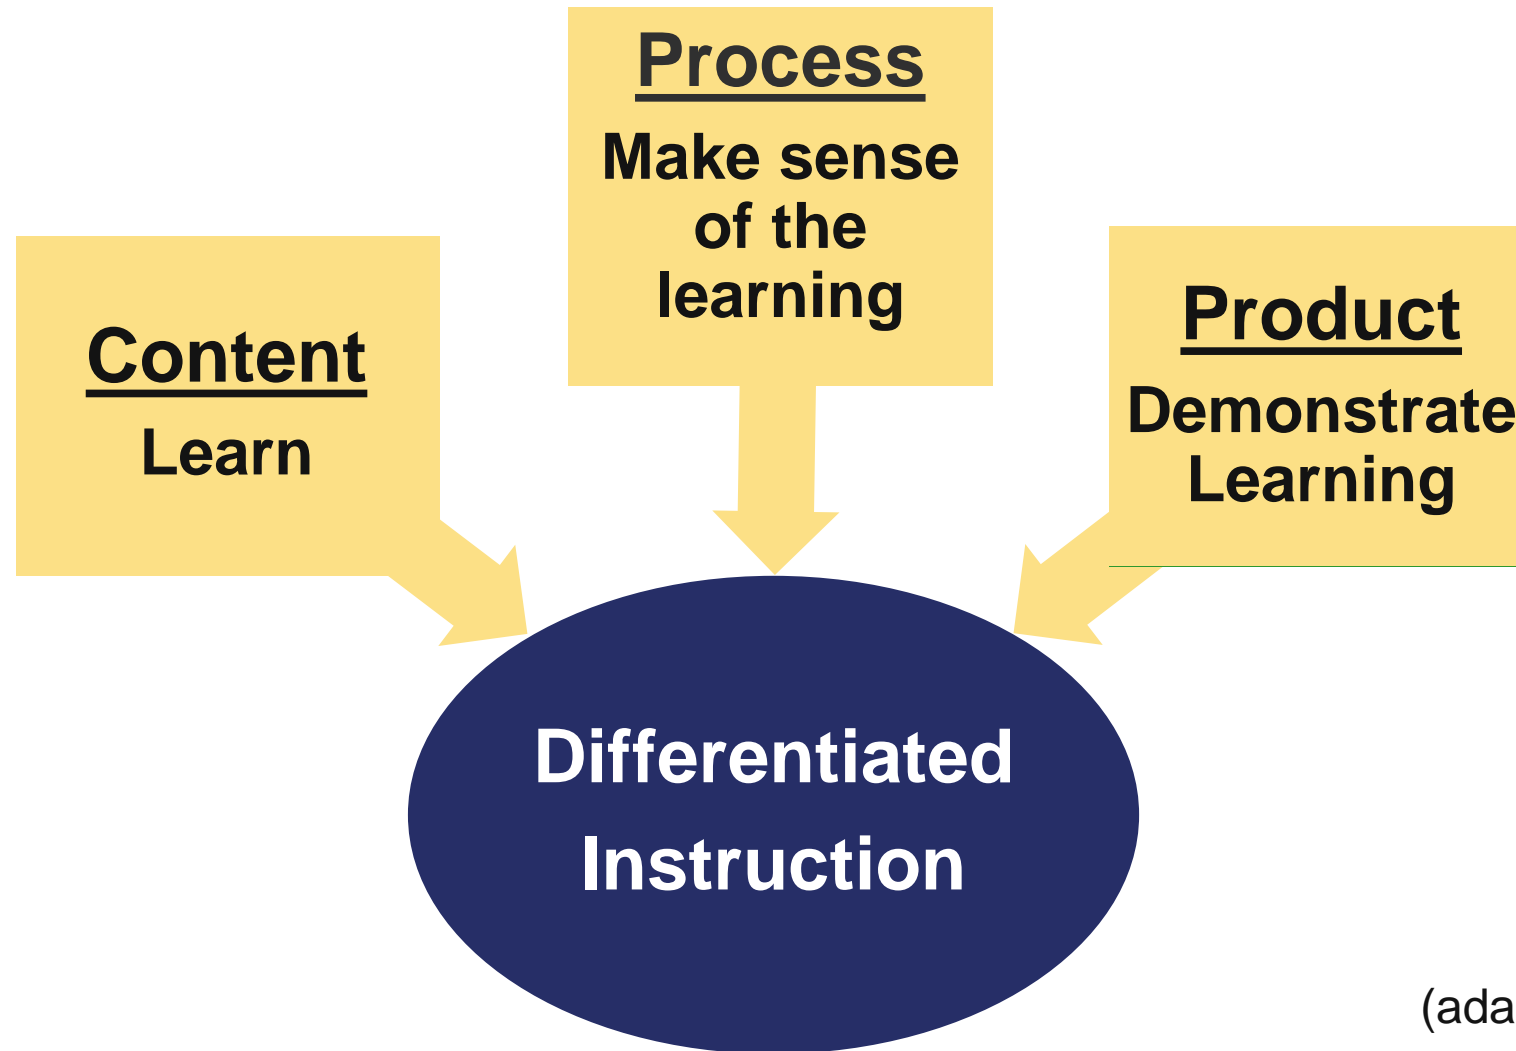 Process
Make sense
of the
learning
Content
Learn
Product
Demonstrate
Learning
Differentiated
Instruction
(ada